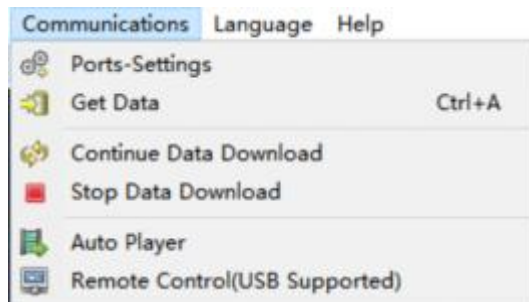 Communications Language Help
Ports-Settings
Get Data Ctrl+A
Continue Data Download
Stop Data Download
Auto Player
Remote Control(USB Supported)